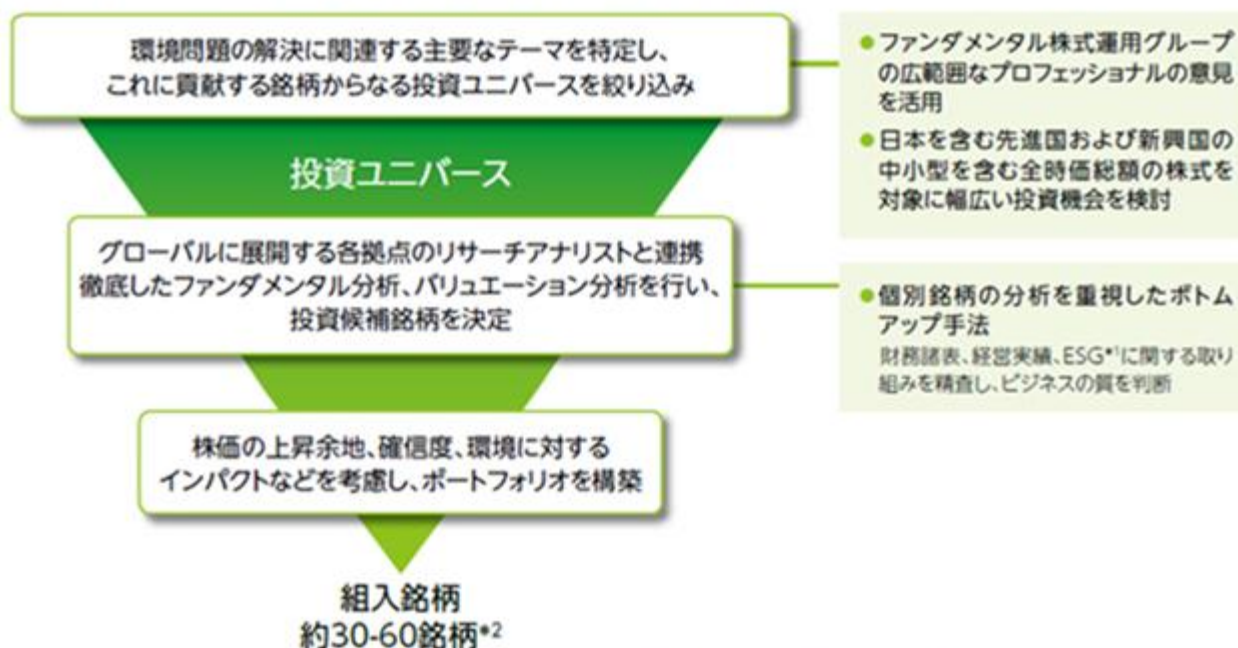 環境問題の解決に関連する主要なテーマを特定し、
これに貢献する銘柄からなる投資ユニバースを絞り込み
●ファンダメンタル株式運用グループ
の広範囲なプロフェッショナルの意見
を活用
●日本を含む先進国および新興国の
中小型を含む全時価総額の株式を
対象に幅広い投資機会を検討
投資ユニバース
グローバルに展開する各拠点のリサーチアナリストと連携
徹底したファンダメンタル分析、バリュエーション分析を行い、
投資候補銘柄を決定
●個別銘柄の分析を重視したボトム
アップ手法
財務諸表、経営実績、ESG*¹に関する取り
組みを精査し、ビジネスの質を判断
株価の上昇余地、確信度、環境に対する
インパクトなどを考慮し、ポートフォリオを構築
組入銘柄
約30-60銘柄*²